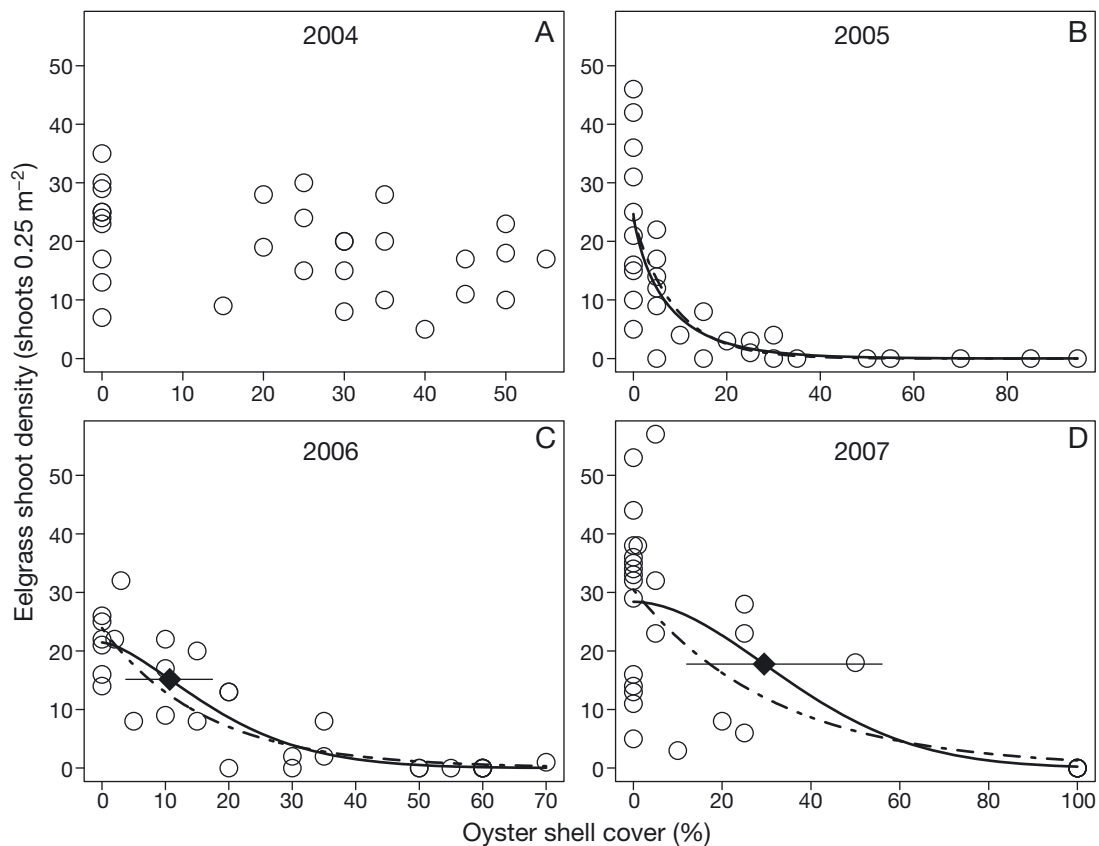 2004 A
2005 B
50
40
30
20
10
0
0 10 20 30 40 50
50
40
30
20
10
0
0 20 40 60 80
2006 C
2007 D
50
40
30
20
10
0
0 10 20 30 40 50 60 70
50
40
30
20
10
0
0 20 40 60 80 100
Eelgrass shoot density (shoots 0.25 m⁻²)
Oyster shell cover (%)